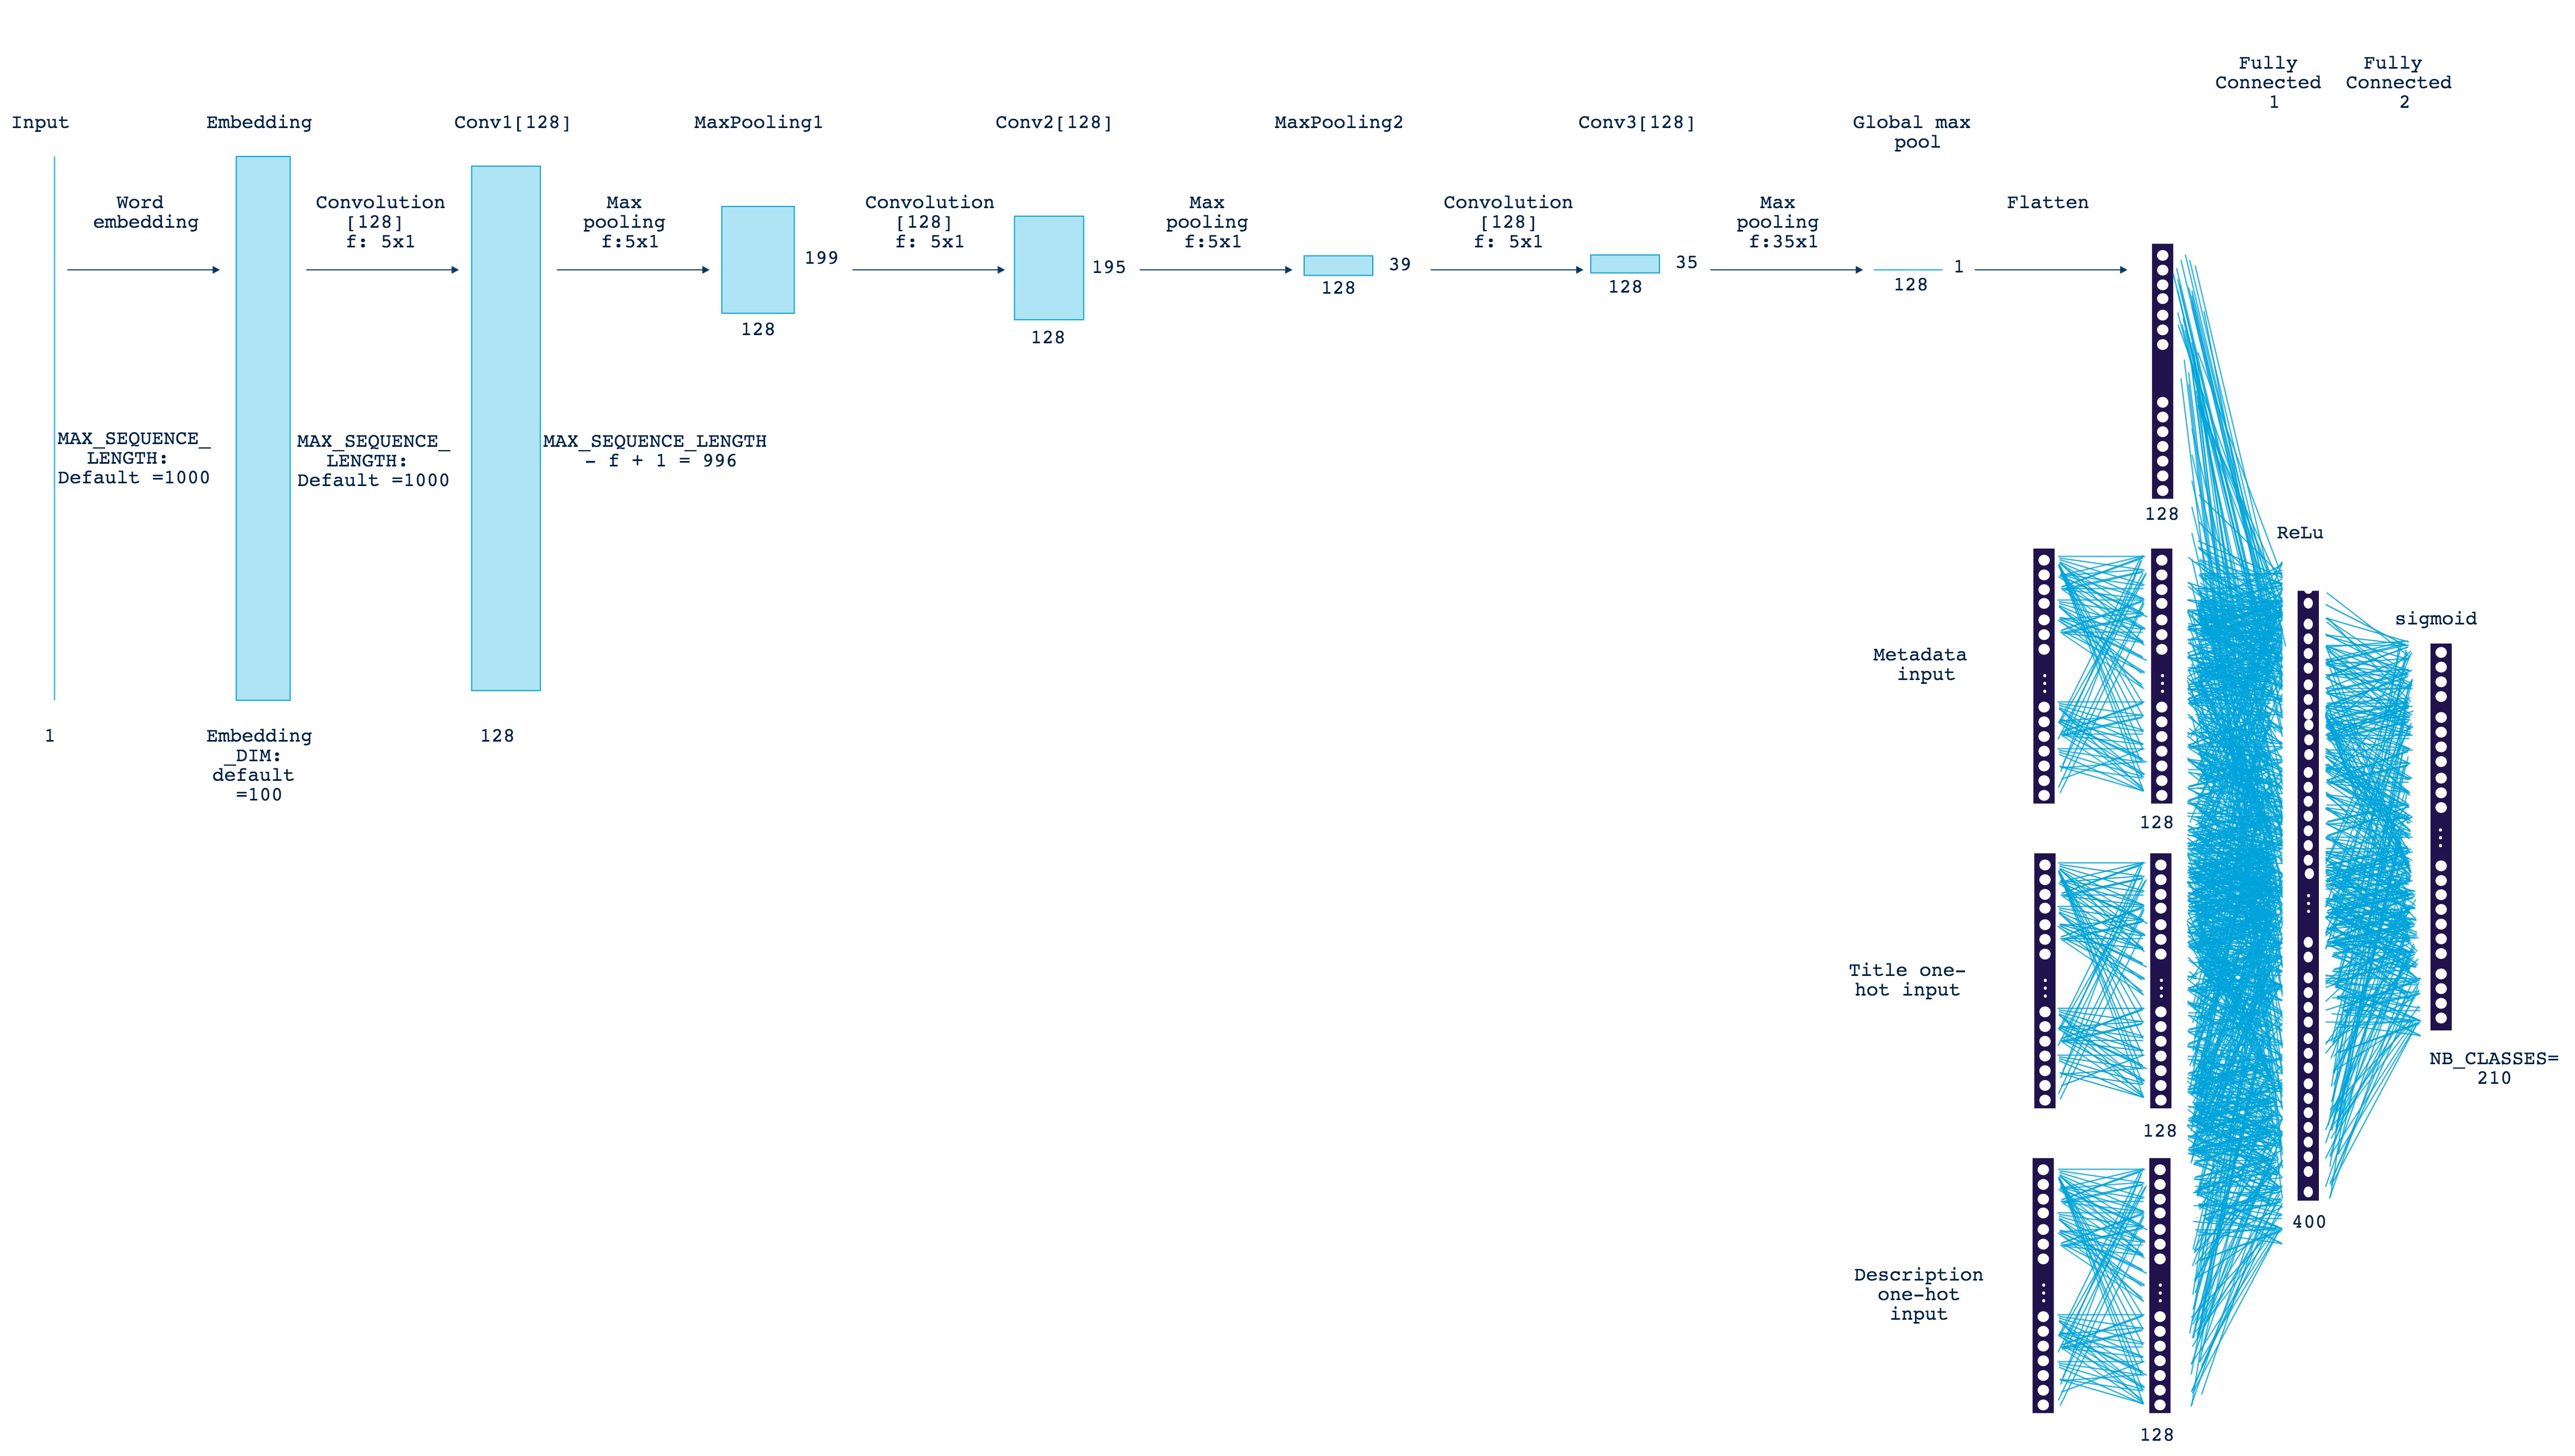 Fully
Connected
1
Fully
Connected
2
Input
Embedding
Conv1[128]
MaxPooling1
Conv2[128]
MaxPooling2
Conv3[128]
Global max
pool
Word
embedding
Convolution
[128]
f: 5x1
Max
pooling
f:5x1
Convolution
[128]
f: 5x1
Max
pooling
f:5x1
Convolution
[128]
f: 5x1
Max
pooling
f:35x1
Flatten
199
128
195
128
39
128
35
128
1
128
128
MAX_SEQUENCE_
LENGTH:
Default =1000
MAX_SEQUENCE_
LENGTH:
Default =1000
MAX_SEQUENCE_LENGTH
- f + 1 = 996
1
Embedding
_DIM:
default
=100
128
ReLu
sigmoid
Metadata
input
128
Title one-
hot input
128
NB_CLASSES=
210
400
Description
one-hot
input
128